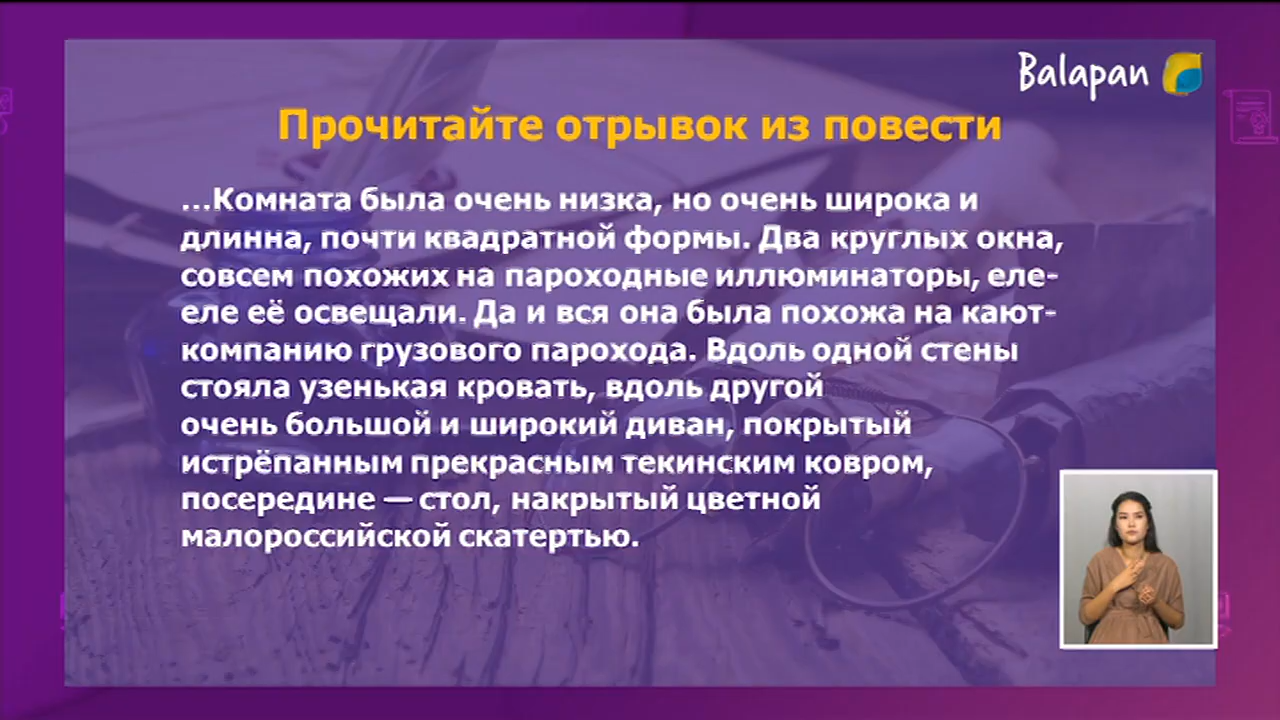 Balapan
Прочитайте отрывок из повести
...Комната была очень низка, но очень широка и
длинна, почти квадратной формы. Два круглых окна,
совсем похожих на пароходные иллюминаторы, еле-
еле её освещали. Да и вся она была похожа на кают-
компанию грузового парохода. Вдоль одной стены
стояла узенькая кровать, вдоль другой
очень большой и широкий диван, покрытый
истрёпанным прекрасным текинским ковром,
посередине — стол, накрытый цветной
малороссийской скатертью.